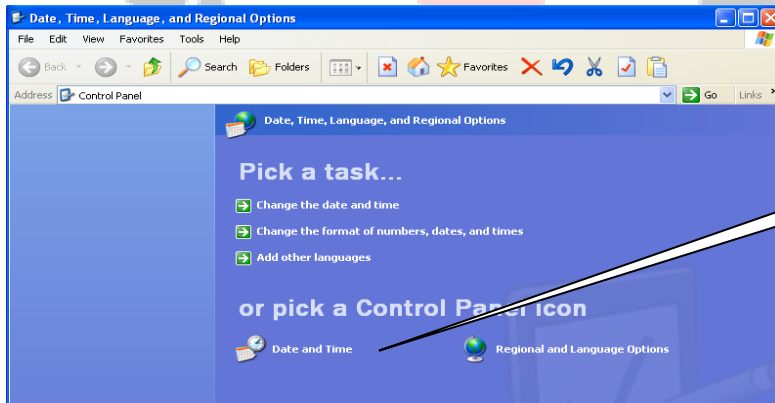 Date, Time, Language, and Regional Options
File Edit View Favorites Tools Help
Back Search Folders Favorites
Address Control Panel Go Links
Date, Time, Language, and Regional Options
Pick a task...
Change the date and time
Change the format of numbers, dates, and times
Add other languages
or pick a Control Panel icon
Date and Time Regional and Language Options